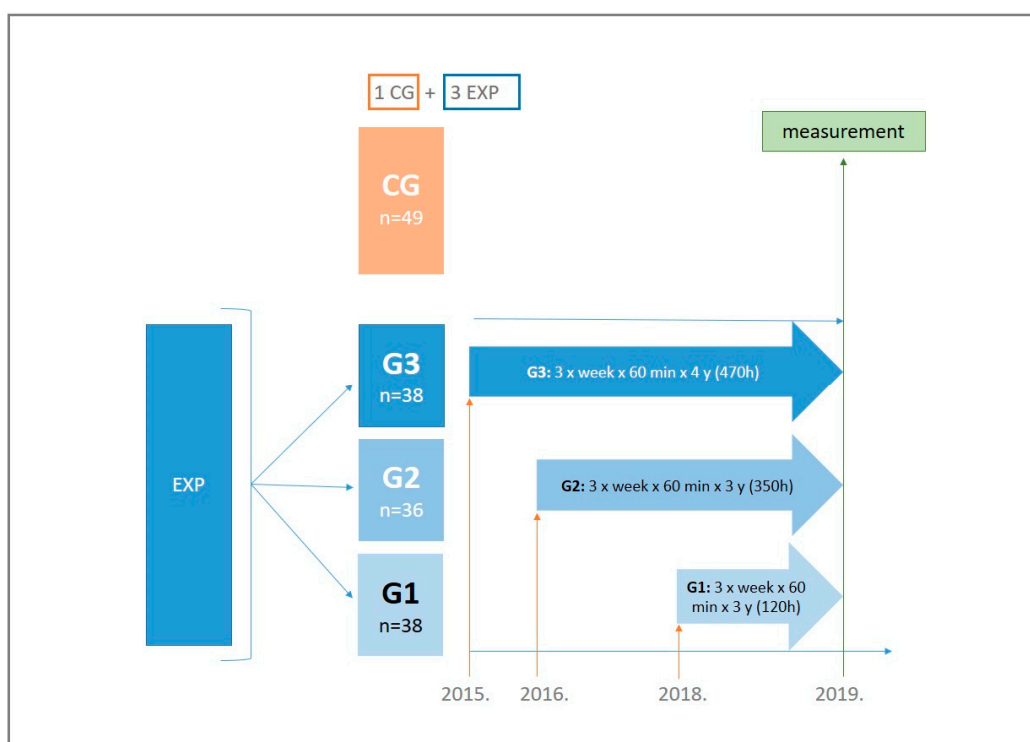 1 CG + 3 EXP
measurement
CG
n=49
EXP
G3
n=38
G3: 3 x week x 60 min x 4 y (470h)
G2
n=36
G2: 3 x week x 60 min x 3 y (350h)
G1
n=38
G1: 3 x week x 60
min x 3 y (120h)
2015. 2016. 2018. 2019.